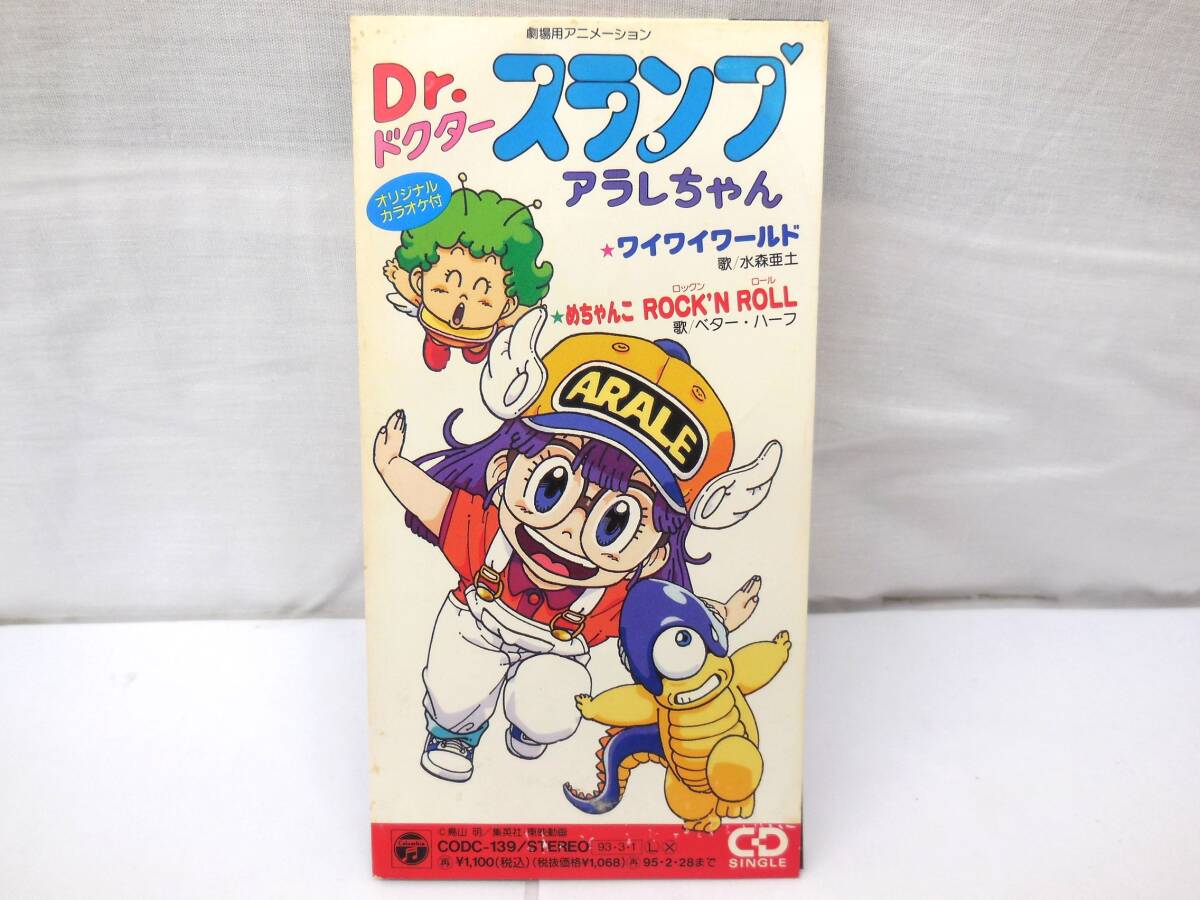 劇場用アニメーション
Dr.
ドクター
スランプ
アラレちゃん
オリジナル
カラオケ付
★ワイワイワールド
歌/水森亜土
ロックン ロール
★めちゃんこ ROCK'N ROLL
歌/ベター・ハーフ
ARALE
©鳥山 明/集英社・東映動画
Columbia
CODC-139/STEREO 93・3・1 L X
再 ¥1,100(税込)(税抜価格¥1,068) 再 95・2・28まで
CD
SINGLE